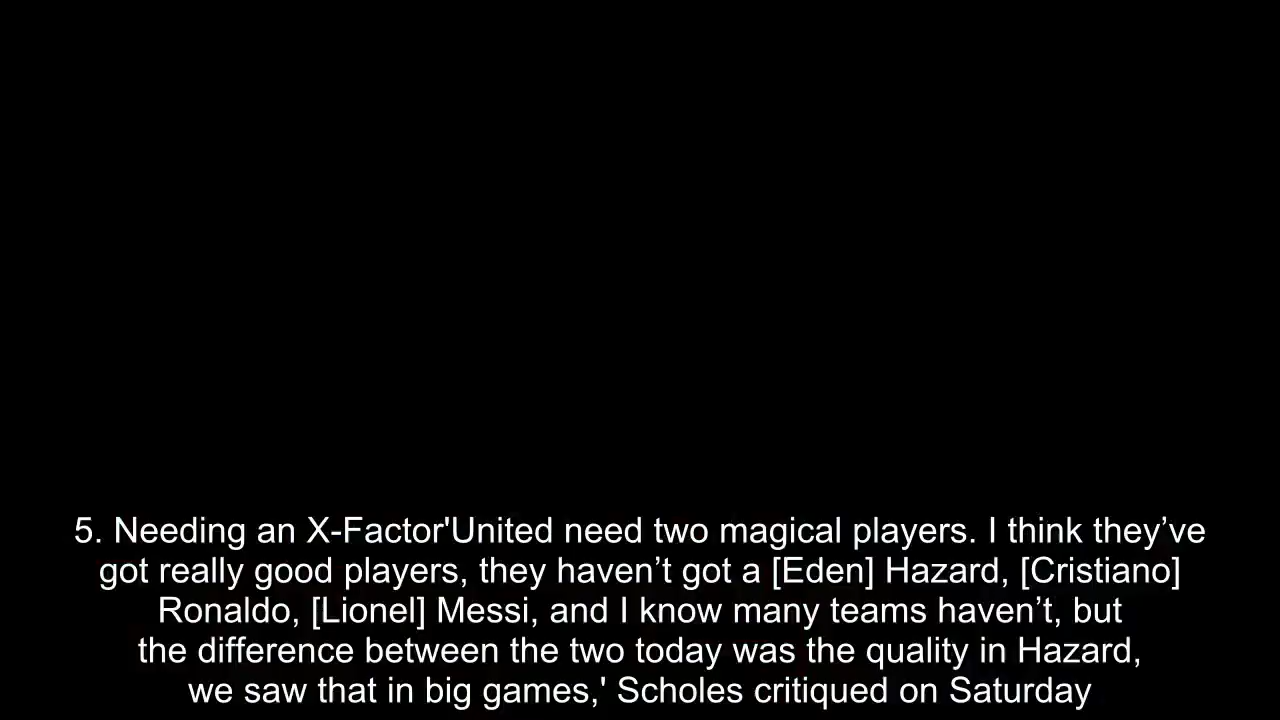 5. Needing an X-Factor'United need two magical players. I think they’ve
got really good players, they haven’t got a [Eden] Hazard, [Cristiano]
Ronaldo, [Lionel] Messi, and I know many teams haven’t, but
the difference between the two today was the quality in Hazard,
we saw that in big games,' Scholes critiqued on Saturday